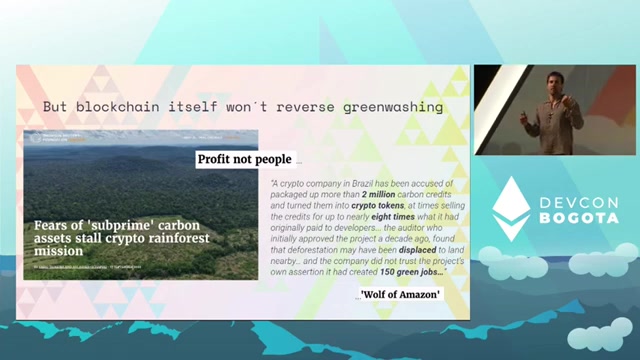 But blockchain itself won´t reverse greenwashing
Profit not people ...
Fears of 'subprime' carbon
assets stall crypto rainforest
mission
"A crypto company in Brazil has been accused of
packaged up more than 2 million carbon credits
and turned them into crypto tokens, at times selling
the credits for up to nearly eight times what it had
originally paid to developers... the auditor who
initially approved the project a decade ago, found
that deforestation may have been displaced to land
nearby... and the company did not trust the project's
own assertion it had created 150 green jobs..."
...'Wolf of Amazon'
DEVCON
BOGOTA